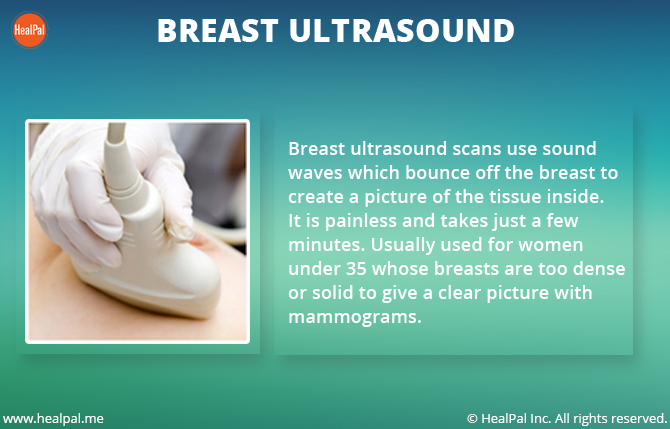 HealPal
BREAST ULTRASOUND
Breast ultrasound scans use sound
waves which bounce off the breast to
create a picture of the tissue inside.
It is painless and takes just a few
minutes. Usually used for women
under 35 whose breasts are too dense
or solid to give a clear picture with
mammograms.
www.healpal.me
© HealPal Inc. All rights reserved.